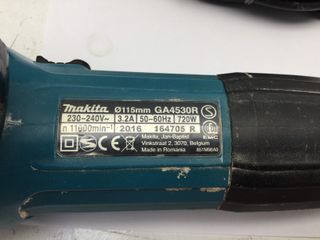 makita Ø115mm GA4530R
230~240V~ 3.2A 50-60Hz 720W
n 11000min-¹ 2016 164705 R
Makita, Jan-Baptist
Vinkstraat 2, 3070, Belgium
Made in Romania
EMC